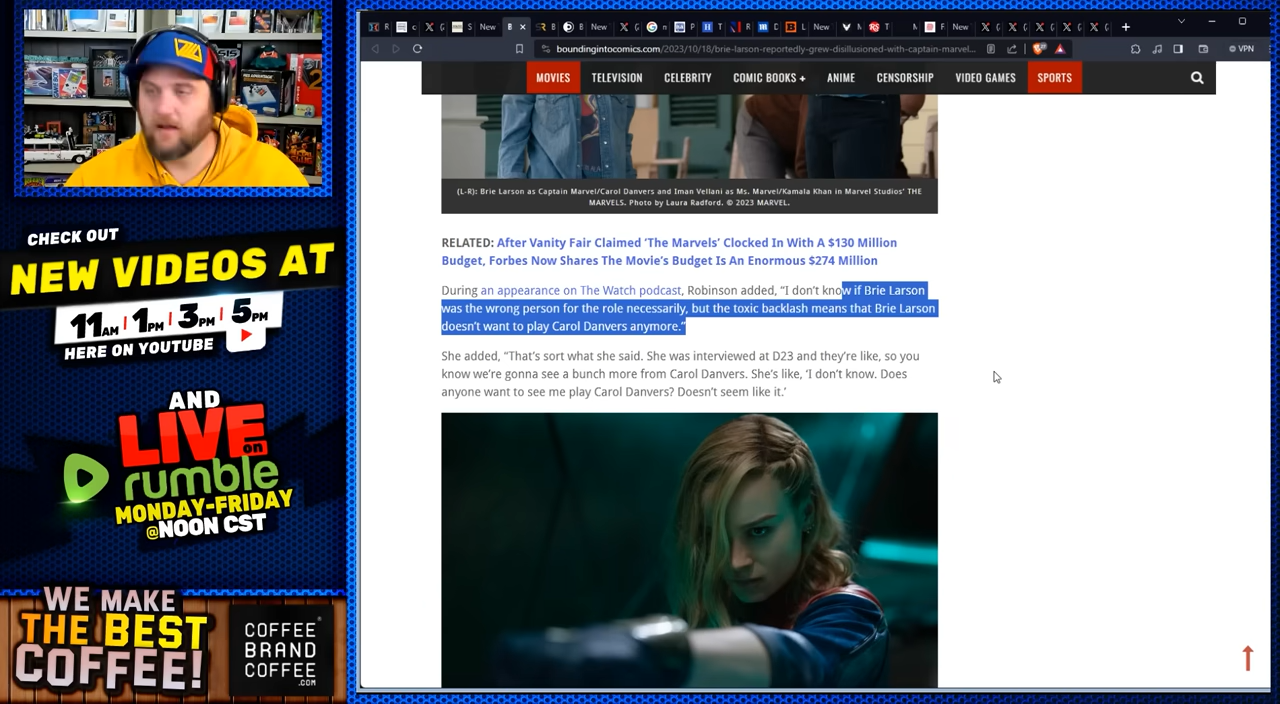 CHECK OUT
NEW VIDEOS AT
11AM | 1PM | 3PM | 5PM
HERE ON YOUTUBE
AND
LIVE
on
rumble
MONDAY-FRIDAY
@NOON CST
WE MAKE
THE BEST
COFFEE!
COFFEE
BRAND
COFFEE
.COM
New
New
New
New
New
boundingintocomics.com/2023/10/18/brie-larson-reportedly-grew-disillusioned-with-captain-marve...
VPN
MOVIES TELEVISION CELEBRITY COMIC BOOKS + ANIME CENSORSHIP VIDEO GAMES SPORTS
(L-R): Brie Larson as Captain Marvel/Carol Danvers and Iman Vellani as Ms. Marvel/Kamala Khan in Marvel Studios' THE
MARVELS. Photo by Laura Radford. © 2023 MARVEL.
RELATED: After Vanity Fair Claimed 'The Marvels' Clocked In With A $130 Million
Budget, Forbes Now Shares The Movie's Budget Is An Enormous $274 Million
During an appearance on The Watch podcast, Robinson added, "I don't know if Brie Larson
was the wrong person for the role necessarily, but the toxic backlash means that Brie Larson
doesn't want to play Carol Danvers anymore."
She added, "That's sort what she said. She was interviewed at D23 and they're like, so you
know we're gonna see a bunch more from Carol Danvers. She's like, 'I don't know. Does
anyone want to see me play Carol Danvers? Doesn't seem like it.'